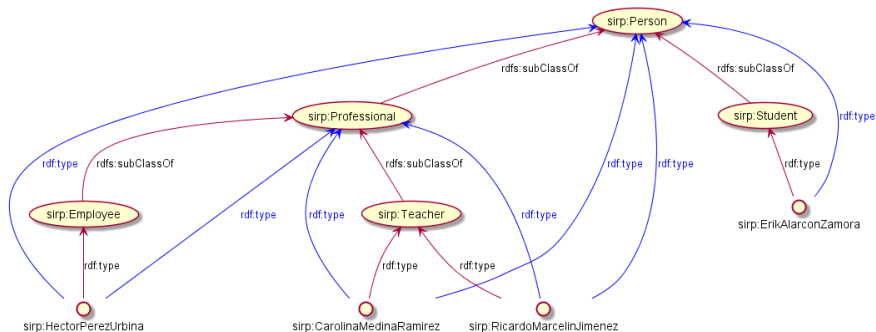 sirp:Person
rdfs:subClassOf
rdfs:subClassOf
sirp:Professional
sirp:Student
rdf:type
rdfs:subClassOf
rdfs:subClassOf
rdf:type
rdf:type
rdf:type
rdf:type
rdf:type
sirp:Employee
rdf:type
rdf:type
sirp:Teacher
rdf:type
sirp:ErikAlarconZamora
rdf:type
rdf:type
rdf:type
sirp:HectorPerezUrbina
sirp:CarolinaMedinaRamirez
sirp:RicardoMarcelinJimenez